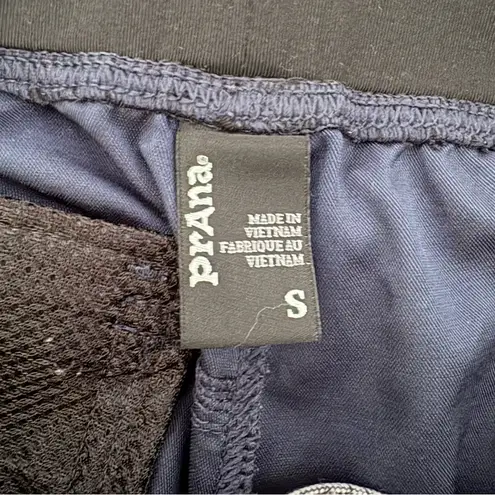 prAna
MADE IN
VIETNAM
FABRIQUE AU
VIETNAM
S